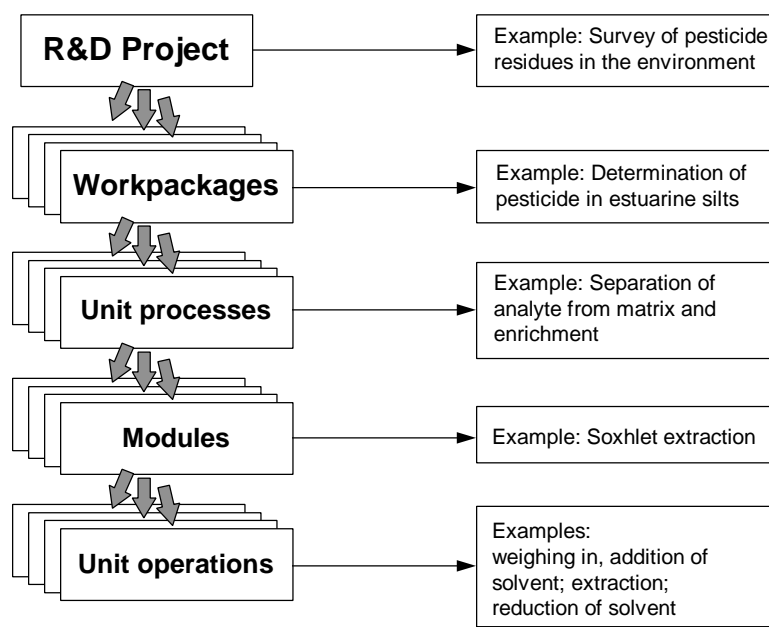 R&D Project
Example: Survey of pesticide
residues in the environment
Workpackages
Example: Determination of
pesticide in estuarine silts
Unit processes
Example: Separation of
analyte from matrix and
enrichment
Modules
Example: Soxhlet extraction
Unit operations
Examples:
weighing in, addition of
solvent; extraction;
reduction of solvent